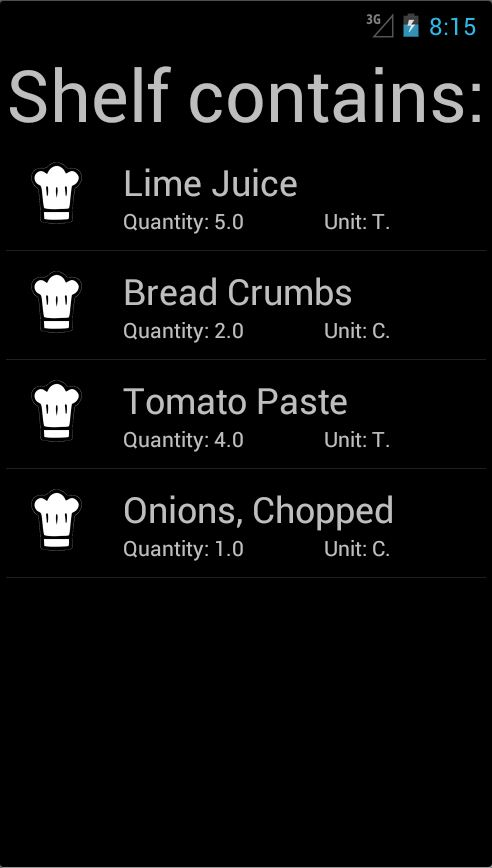 3G 8:15
Shelf contains:
Lime Juice
Quantity: 5.0 Unit: T.
Bread Crumbs
Quantity: 2.0 Unit: C.
Tomato Paste
Quantity: 4.0 Unit: T.
Onions, Chopped
Quantity: 1.0 Unit: C.